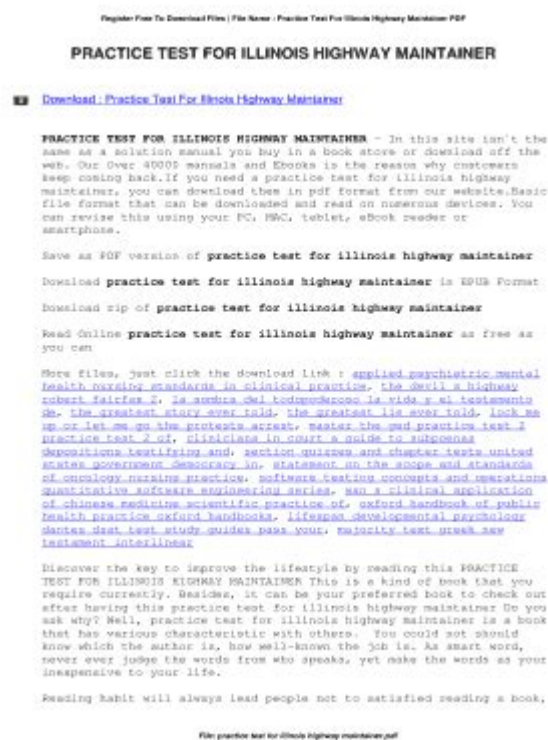 Register Free To Download Files | File Name : Practice Test For Illinois Highway Maintainer PDF
PRACTICE TEST FOR ILLINOIS HIGHWAY MAINTAINER
Download : Practice Test For Illinois Highway Maintainer
PRACTICE TEST FOR ILLINOIS HIGHWAY MAINTAINER - In this site isn't the
same as a solution manual you buy in a book store or download off the
web. Our Over 40000 manuals and Ebooks is the reason why customers
keep coming back.If you need a practice test for illinois highway
maintainer, you can download them in pdf format from our website.Basic
file format that can be downloaded and read on numerous devices. You
can revise this using your PC, MAC, tablet, eBook reader or
smartphone.
Save as PDF version of practice test for illinois highway maintainer
Download practice test for illinois highway maintainer in EPUB Format
Download zip of practice test for illinois highway maintainer
Read Online practice test for illinois highway maintainer as free as
you can
More files, just click the download link : applied psychiatric mental
health nursing standards in clinical practice, the devil s highway
robert fairfax 2, la sombra del todopoderoso la vida y el testamento
de, the greatest story ever told, the greatest lie ever told, lock me
up or let me go the protests arrest, master the gmd practice test 2
practice test 2 of, clinicians in court a guide to subpoenas
depositions testifying and, section quizzes and chapter tests united
states government democracy in, statement on the scope and standards
of oncology nursing practice, software testing concepts and operations
quantitative software engineering series, wan s clinical application
of chinese medicine scientific practice of, oxford handbook of public
health practice oxford handbooks, lifespan developmental psychology
dantes dsst test study guides pass your, majority text greek new
testament interlinear
Discover the key to improve the lifestyle by reading this PRACTICE
TEST FOR ILLINOIS HIGHWAY MAINTAINER This is a kind of book that you
require currently. Besides, it can be your preferred book to check out
after having this practice test for illinois highway maintainer Do you
ask why? Well, practice test for illinois highway maintainer is a book
that has various characteristic with others. You could not should
know which the author is, how well-known the job is. As smart word,
never ever judge the words from who speaks, yet make the words as your
inexpensive to your life.
Reading habit will always lead people not to satisfied reading a book,
File: practice test for illinois highway maintainer.pdf